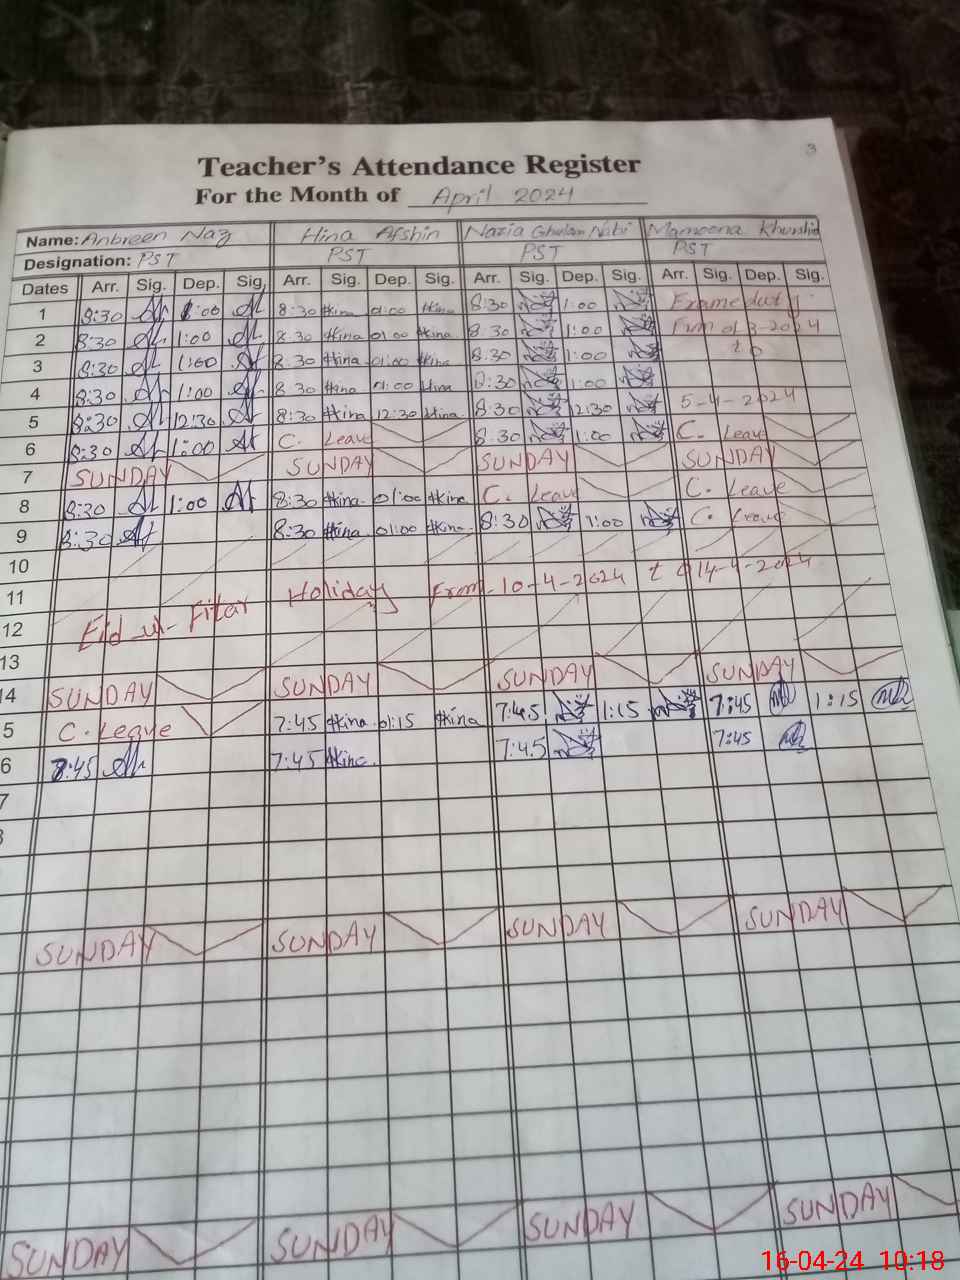 3
Teacher's Attendance Register
For the Month of April 2024
Name: Anbreen Naz Hina Afshin Nazia Ghulam Nabi Mamoona Khurshid
Designation: PST PST PST PST
Dates Arr. Sig. Dep. Sig. Arr. Sig. Dep. Sig. Arr. Sig. Dep. Sig. Arr. Sig. Dep. Sig.
1 8:30 1:00 8:30 Hina 01:00 Hina 8:30 1:00
2 8:30 1:00 8:30 Hina 01:00 Hina 8:30 1:00 2024
3 8:30 1:00 8:30 Hina 01:00 Hina 8:30 1:00 to
4 8:30 1:00 8:30 Hina 01:00 Hina 8:30 1:00
5 8:30 12:30 8:30 Hina 12:30 Hina 8:30 12:30 5-4-2024
6 8:30 1:00 C. Leave 8:30 1:00 C. Leave
7 SUNDAY SUNDAY SUNDAY SUNDAY
8 8:30 1:00 8:30 Hina 01:00 Hina C. Leave C. Leave
9 8:30 8:30 Hina 01:00 Hina 8:30 1:00 C. Leave
10
11 Eid ul- Fitar Holiday From 10-4-2024 to 14-4-2024
12
13
14 SUNDAY SUNDAY SUNDAY SUNDAY
5 C. Leave 7:45 Hina 01:15 Hina 7:45 1:15 7:45 1:15
6 7:45 7:45 Hina 7:45 7:45
7
8
SUNDAY SUNDAY SUNDAY SUNDAY
SUNDAY SUNDAY SUNDAY SUNDAY
16-04-24 10:18